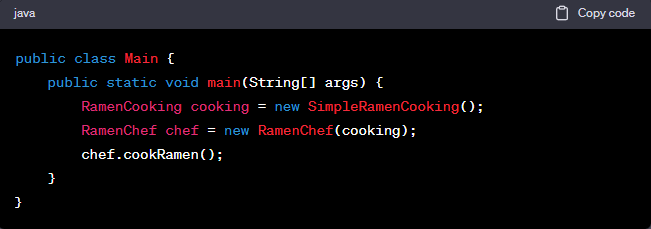 java
Copy code
public class Main {
    public static void main(String[] args) {
        RamenCooking cooking = new SimpleRamenCooking();
        RamenChef chef = new RamenChef(cooking);
        chef.cookRamen();
    }
}